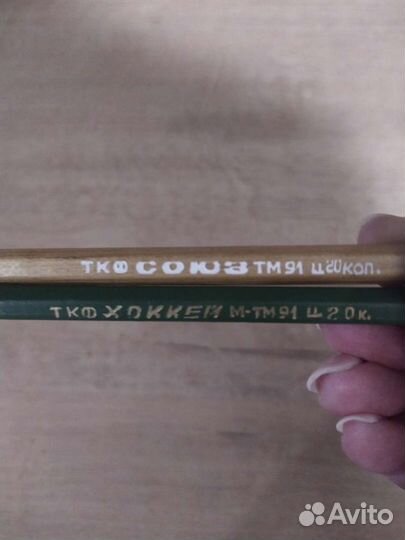 ТКФ СОЮЗ ТМ 91 Ц 20 КОП.
ТКФ ХОККЕЙ М-ТМ 91 Ц 20 К.
Avito